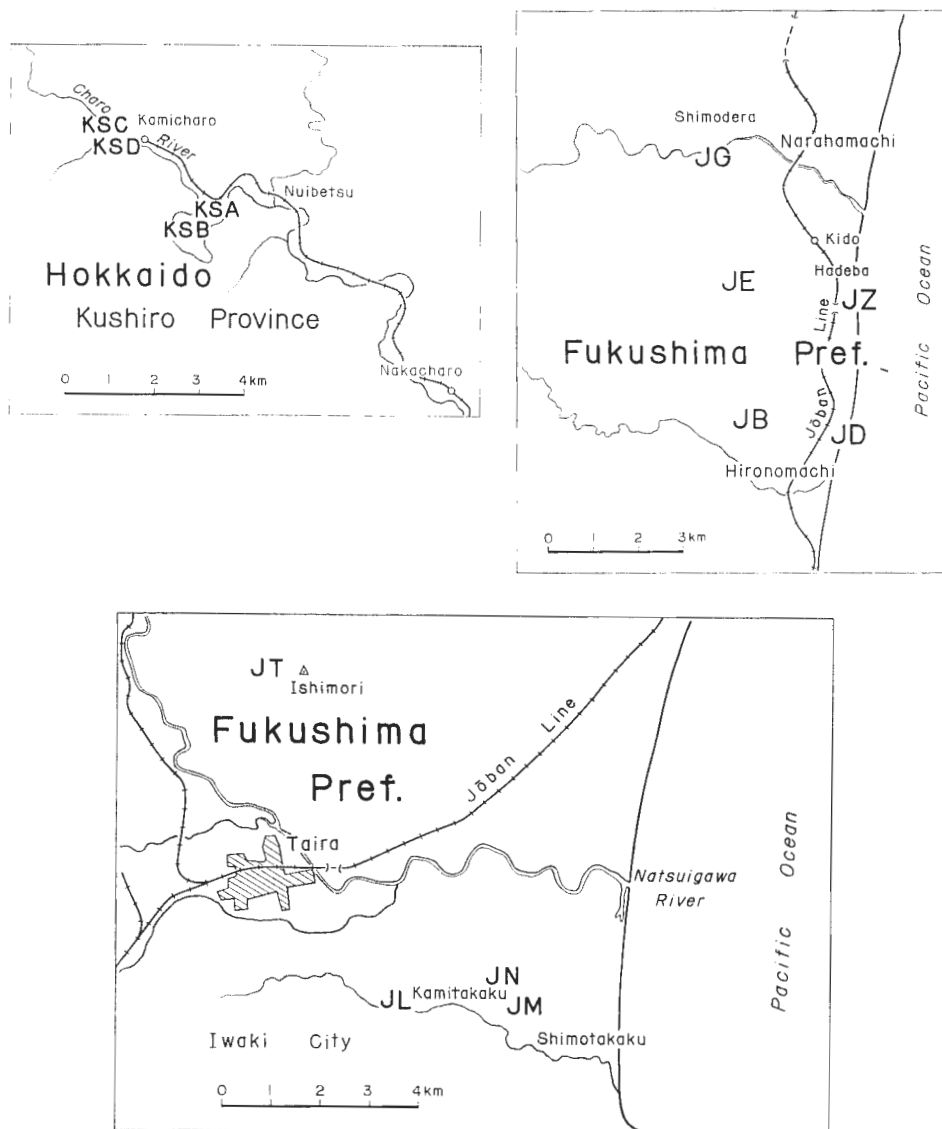 Charo
River
KSC
Kamicharo
KSD
Nuibetsu
KSA
KSB
Hokkaido
Kushiro Province
0 2 4km
Nakacharo
Shimodera
JG
Narahamachi
Kido
Hadeba
JE
JZ
Fukushima Pref.
Jōban Line
Pacific Ocean
JB
JD
Hironomachi
0 1 2 3km
JT
Ishimori
Fukushima
Pref.
Jōban Line
Taira
Natsuigawa
River
Pacific Ocean
JN
JL
Kamitakaku
JM
Shimotakaku
Iwaki City
0 1 2 3 4km